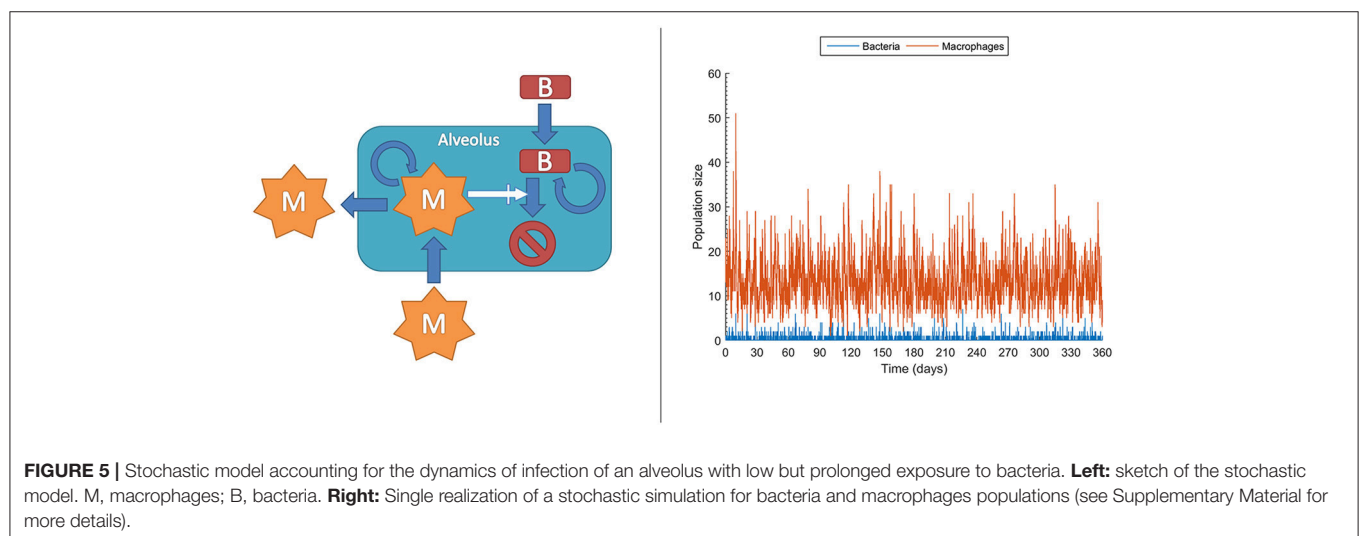 B
Alveolus
B
M
M
M
Bacteria Macrophages
60
50
40
30
20
10
0
Population size
0 30 60 90 120 150 180 210 240 270 300 330 360
Time (days)
FIGURE 5 | Stochastic model accounting for the dynamics of infection of an alveolus with low but prolonged exposure to bacteria. Left: sketch of the stochastic
model. M, macrophages; B, bacteria. Right: Single realization of a stochastic simulation for bacteria and macrophages populations (see Supplementary Material for
more details).